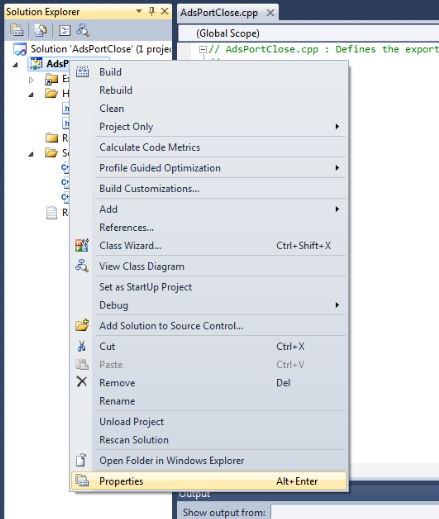 Solution Explorer
AdsPortClose.cpp
(Global Scope)
Solution 'AdsPortClose' (1 projec
// AdsPortClose.cpp : Defines the export
//
AdsP
Build
Rebuild
Clean
Project Only
Calculate Code Metrics
Profile Guided Optimization
Build Customizations...
Add
References...
Class Wizard... Ctrl+Shift+X
View Class Diagram
Set as StartUp Project
Debug
Add Solution to Source Control...
Cut Ctrl+X
Paste Ctrl+V
Remove Del
Rename
Unload Project
Rescan Solution
Open Folder in Windows Explorer
Properties Alt+Enter
Output
Show output from: